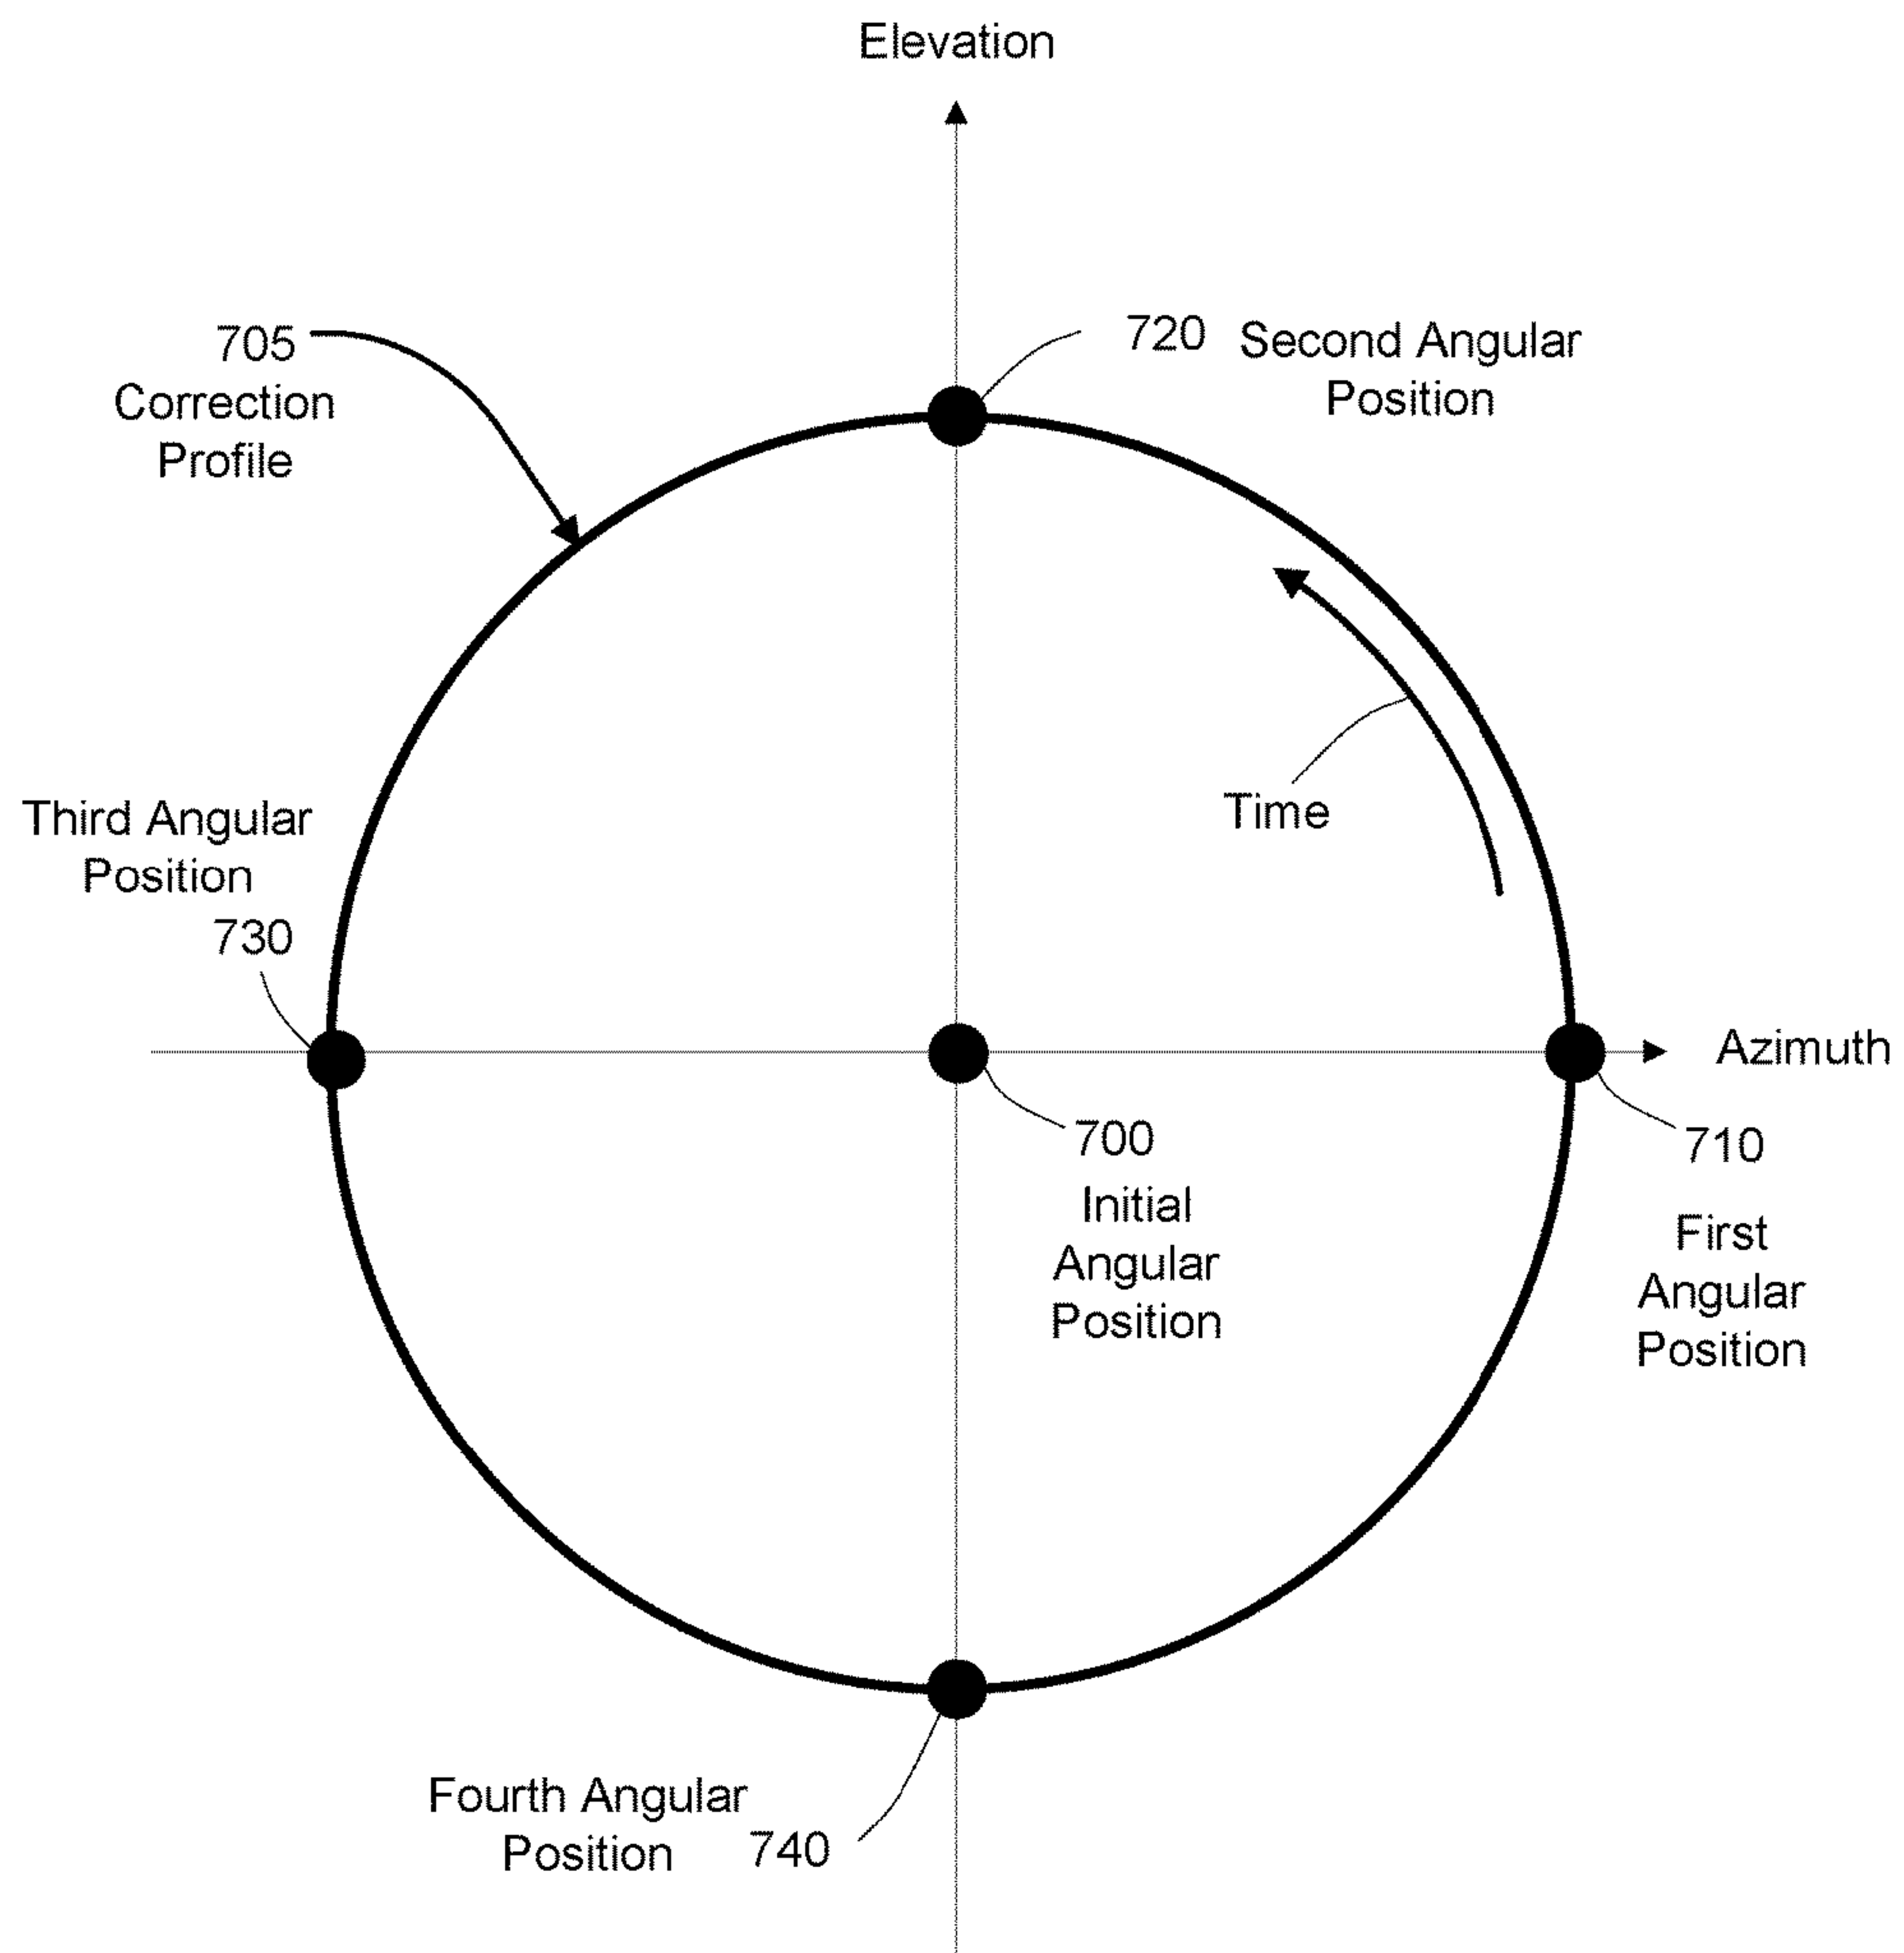 Elevation
705
Correction
Profile
720 Second Angular
Position
Time
Third Angular
Position
730
Azimuth
700
Initial
Angular
Position
710
First
Angular
Position
Fourth Angular
Position 740